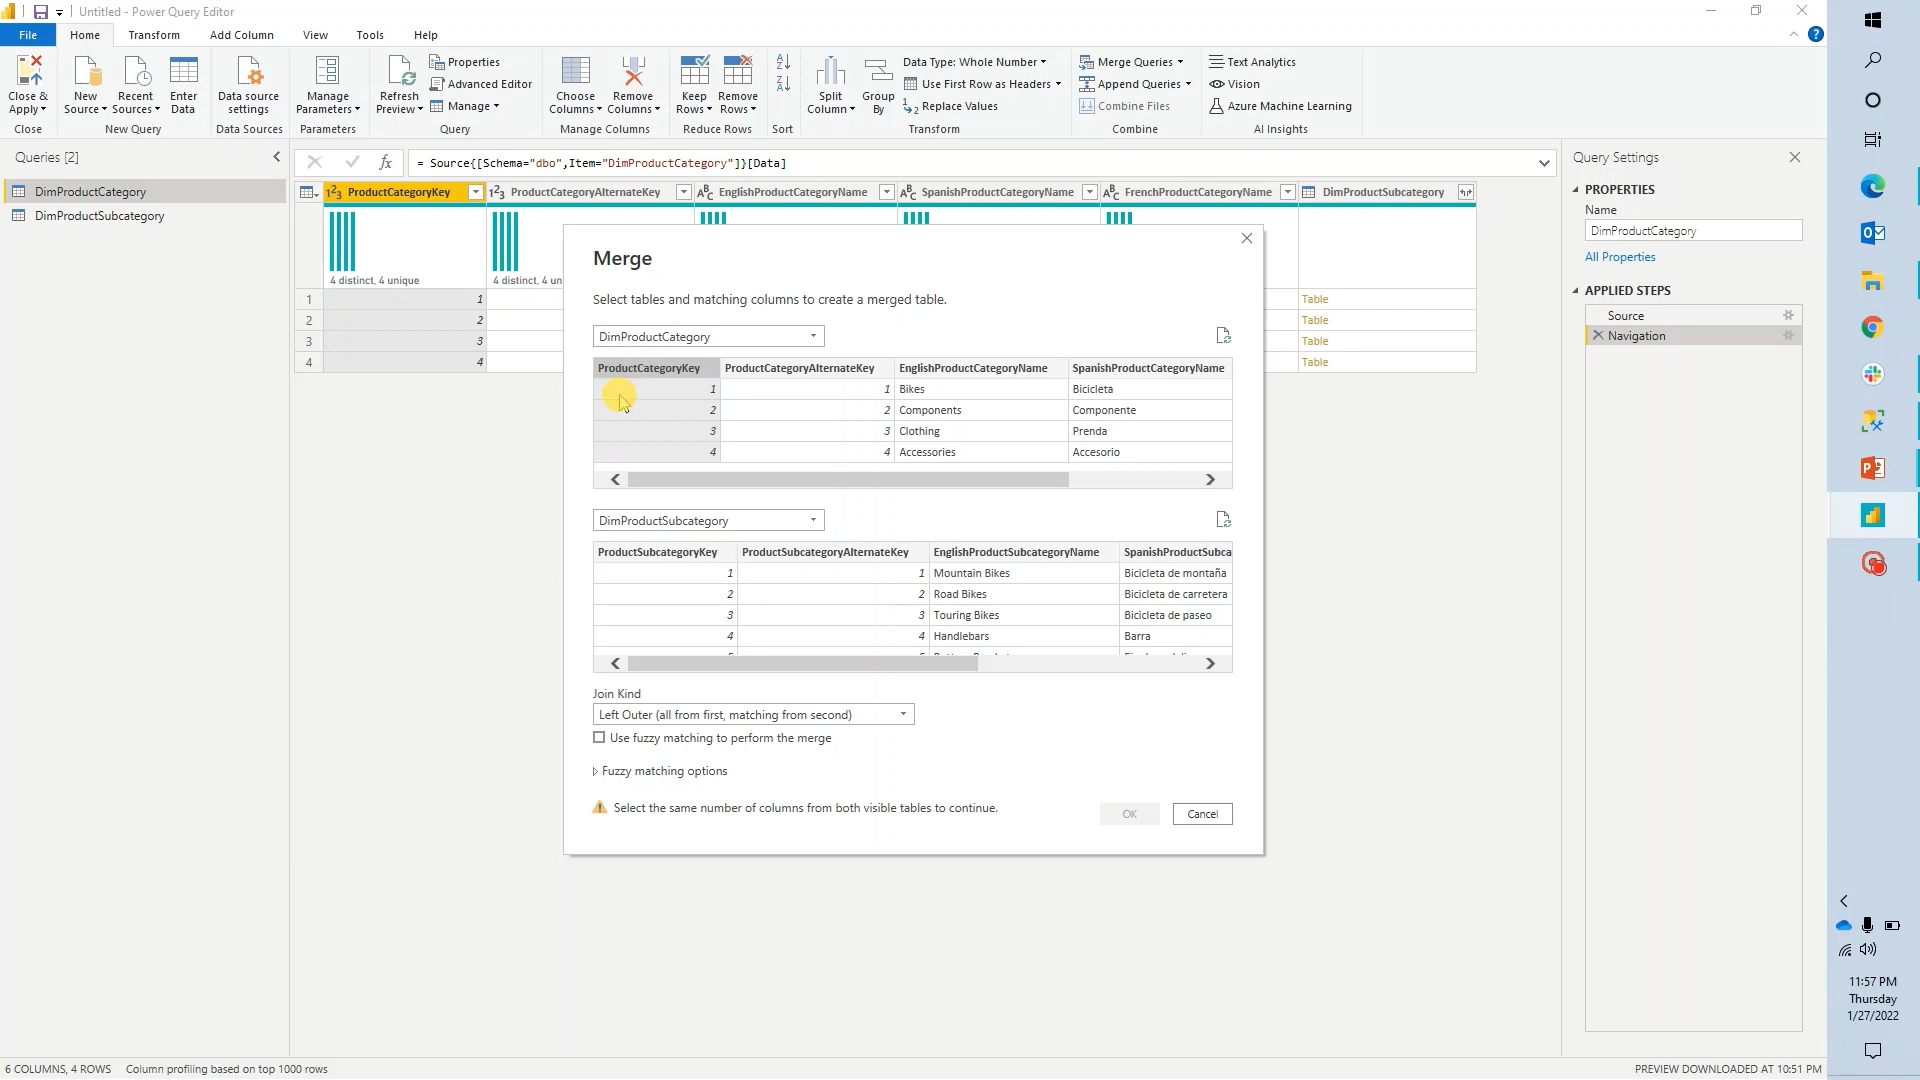 Untitled - Power Query Editor
File Home Transform Add Column View Tools Help
Close & Apply
New Source
Recent Sources
Enter Data
Data source settings
Manage Parameters
Refresh Preview
Properties
Advanced Editor
Manage
Choose Columns
Remove Columns
Keep Rows
Remove Rows
Split Column
Group By
Data Type: Whole Number
Use First Row as Headers
Replace Values
Merge Queries
Append Queries
Combine Files
Text Analytics
Vision
Azure Machine Learning
Close New Query Data Sources Parameters Query Manage Columns Reduce Rows Sort Transform Combine AI Insights
Queries [2]
DimProductCategory
DimProductSubcategory
= Source{[Schema="dbo",Item="DimProductCategory"]}[Data]
ProductCategoryKey ProductCategoryAlternateKey EnglishProductCategoryName SpanishProductCategoryName FrenchProductCategoryName DimProductSubcategory
4 distinct, 4 unique 4 distinct, 4 un
1 1 Table
2 2 Table
3 3 Table
4 4 Table
Merge
Select tables and matching columns to create a merged table.
DimProductCategory
ProductCategoryKey ProductCategoryAlternateKey EnglishProductCategoryName SpanishProductCategoryName
1 1 Bikes Bicicleta
2 2 Components Componente
3 3 Clothing Prenda
4 4 Accessories Accesorio
DimProductSubcategory
ProductSubcategoryKey ProductSubcategoryAlternateKey EnglishProductSubcategoryName SpanishProductSubca
1 1 Mountain Bikes Bicicleta de montaña
2 2 Road Bikes Bicicleta de carretera
3 3 Touring Bikes Bicicleta de paseo
4 4 Handlebars Barra
Join Kind
Left Outer (all from first, matching from second)
Use fuzzy matching to perform the merge
Fuzzy matching options
Select the same number of columns from both visible tables to continue.
OK Cancel
Query Settings
PROPERTIES
Name
DimProductCategory
All Properties
APPLIED STEPS
Source
Navigation
11:57 PM
Thursday
1/27/2022
6 COLUMNS, 4 ROWS Column profiling based on top 1000 rows
PREVIEW DOWNLOADED AT 10:51 PM